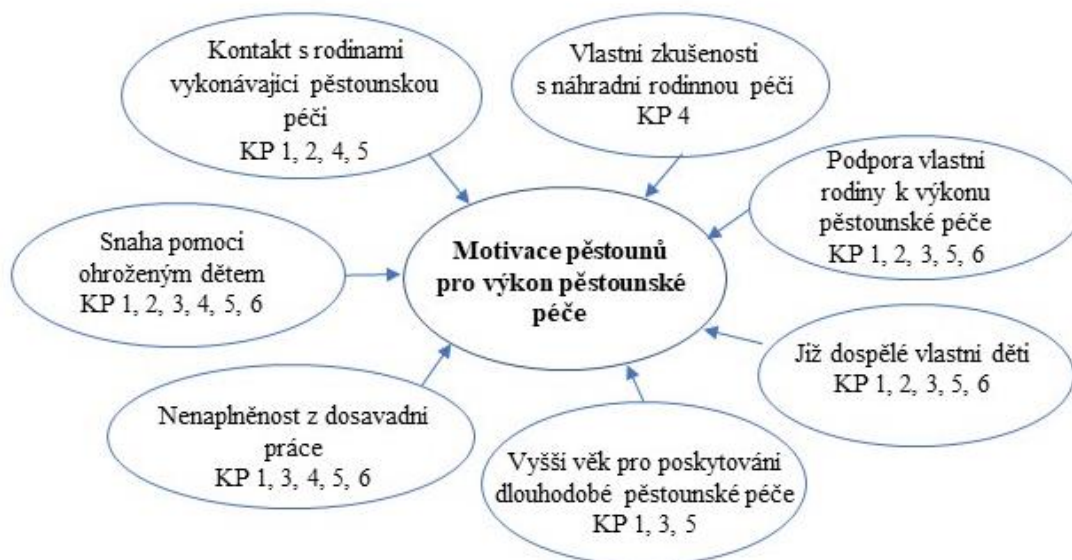 Kontakt s rodinami
vykonávající pěstounskou
péči
KP 1, 2, 4, 5
Vlastní zkušenosti
s náhradní rodinnou péčí
KP 4
Podpora vlastní
rodiny k výkonu
pěstounské péče
KP 1, 2, 3, 5, 6
Snaha pomoci
ohroženým dětem
KP 1, 2, 3, 4, 5, 6
Motivace pěstounů
pro výkon pěstounské
péče
Již dospělé vlastní děti
KP 1, 2, 3, 5, 6
Nenaplněnost z dosavadní
práce
KP 1, 3, 4, 5, 6
Vyšší věk pro poskytování
dlouhodobé pěstounské péče
KP 1, 3, 5